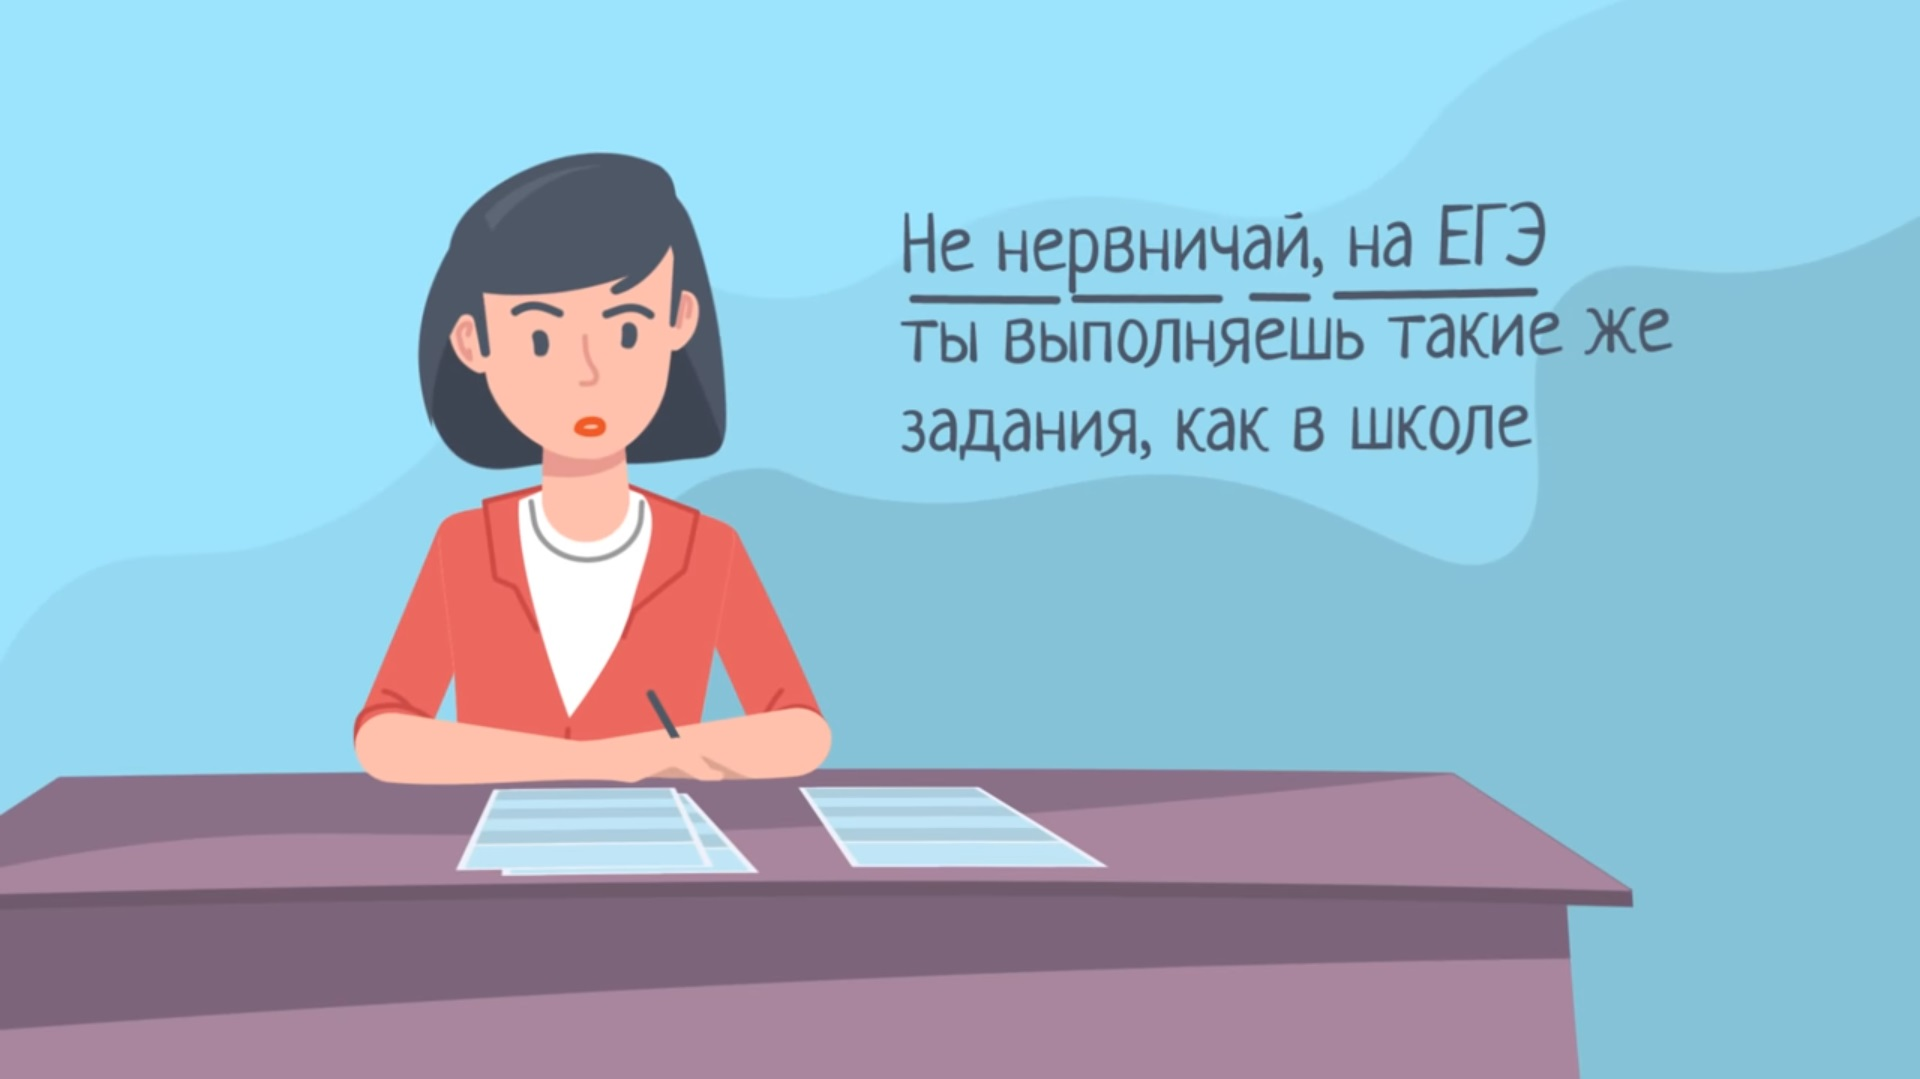 Не нервничай, на ЕГЭ
ты выполняешь такие же
задания, как в школе